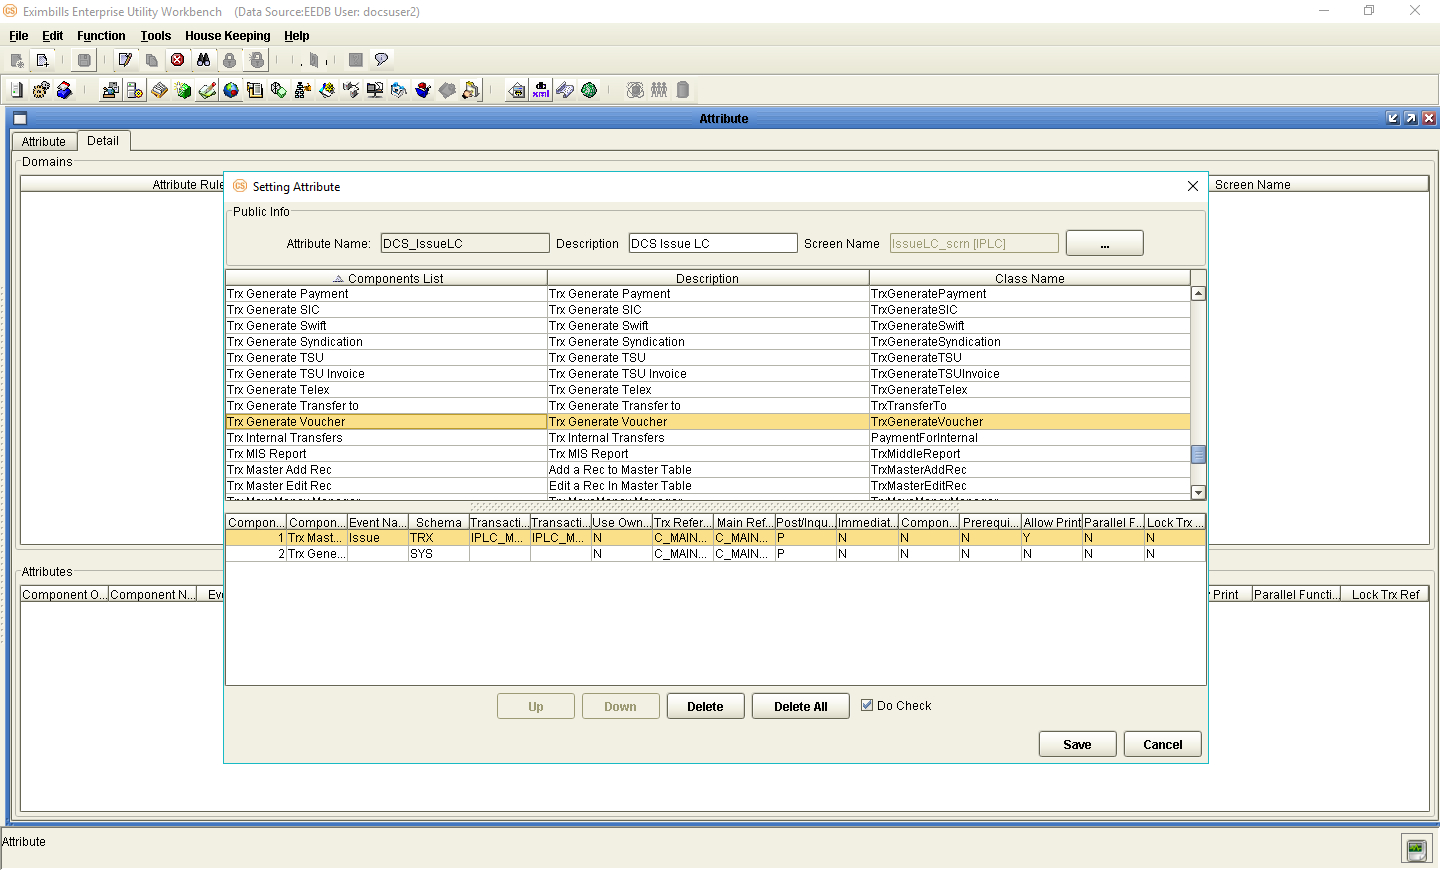 Eximbills Enterprise Utility Workbench (Data Source:EEDB User: docsuser2)
File Edit Function Tools House Keeping Help
Attribute
Attribute Detail
Domains
Attribute Rule
Screen Name
Setting Attribute
Public Info
Attribute Name: DCS_IssueLC Description DCS Issue LC Screen Name IssueLC_scrn [IPLC] ...
Components List Description Class Name
Trx Generate Payment Trx Generate Payment TrxGeneratePayment
Trx Generate SIC Trx Generate SIC TrxGenerateSIC
Trx Generate Swift Trx Generate Swift TrxGenerateSwift
Trx Generate Syndication Trx Generate Syndication TrxGenerateSyndication
Trx Generate TSU Trx Generate TSU TrxGenerateTSU
Trx Generate TSU Invoice Trx Generate TSU Invoice TrxGenerateTSUInvoice
Trx Generate Telex Trx Generate Telex TrxGenerateTelex
Trx Generate Transfer to Trx Generate Transfer to TrxTransferTo
Trx Generate Voucher Trx Generate Voucher TrxGenerateVoucher
Trx Internal Transfers Trx Internal Transfers PaymentForInternal
Trx MIS Report Trx MIS Report TrxMiddleReport
Trx Master Add Rec Add a Rec to Master Table TrxMasterAddRec
Trx Master Edit Rec Edit a Rec In Master Table TrxMasterEditRec
Compon... Compon... Event Na... Schema Transacti... Transacti... Use Own... Trx Refer... Main Ref... Post/Inqu... Immediat... Compon... Prerequi... Allow Print Parallel F... Lock Trx ...
1 Trx Mast... Issue TRX IPLC_M... IPLC_M... N C_MAIN... C_MAIN... P N N N Y N N
2 Trx Gene... SYS N C_MAIN... C_MAIN... P N N N N N N
Up Down Delete Delete All Do Check
Save Cancel
Attributes
Component O... Component N... Eve
Print Parallel Functi... Lock Trx Ref
Attribute